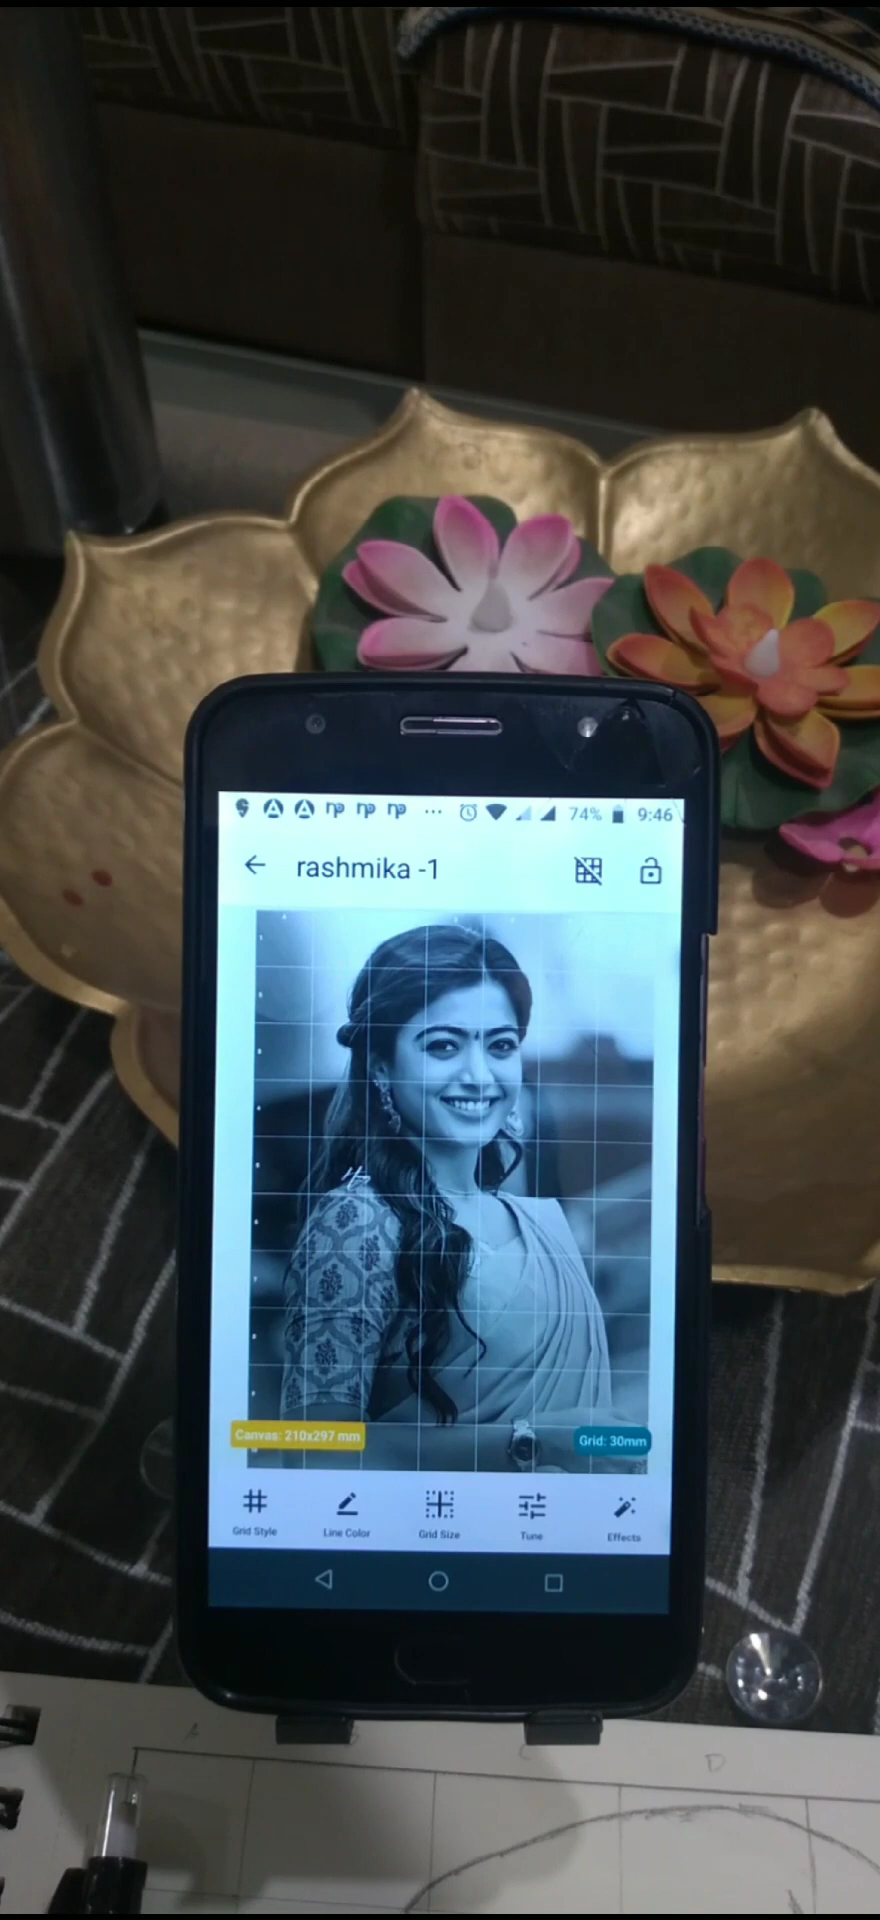 74% 9:46
rashmika -1
Canvas: 210x297 mm
Grid: 30mm
Grid Style
Line Color
Grid Size
Tune
Effects
A
C
D